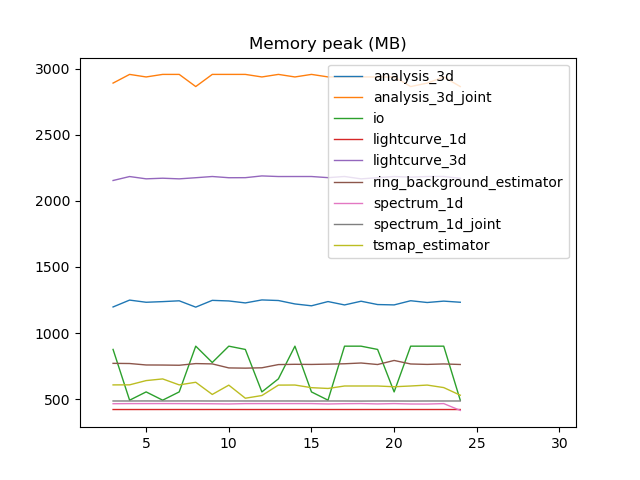 Memory peak (MB)
3000
2500
2000
1500
1000
500
analysis_3d
analysis_3d_joint
io
lightcurve_1d
lightcurve_3d
ring_background_estimator
spectrum_1d
spectrum_1d_joint
tsmap_estimator
5 10 15 20 25 30